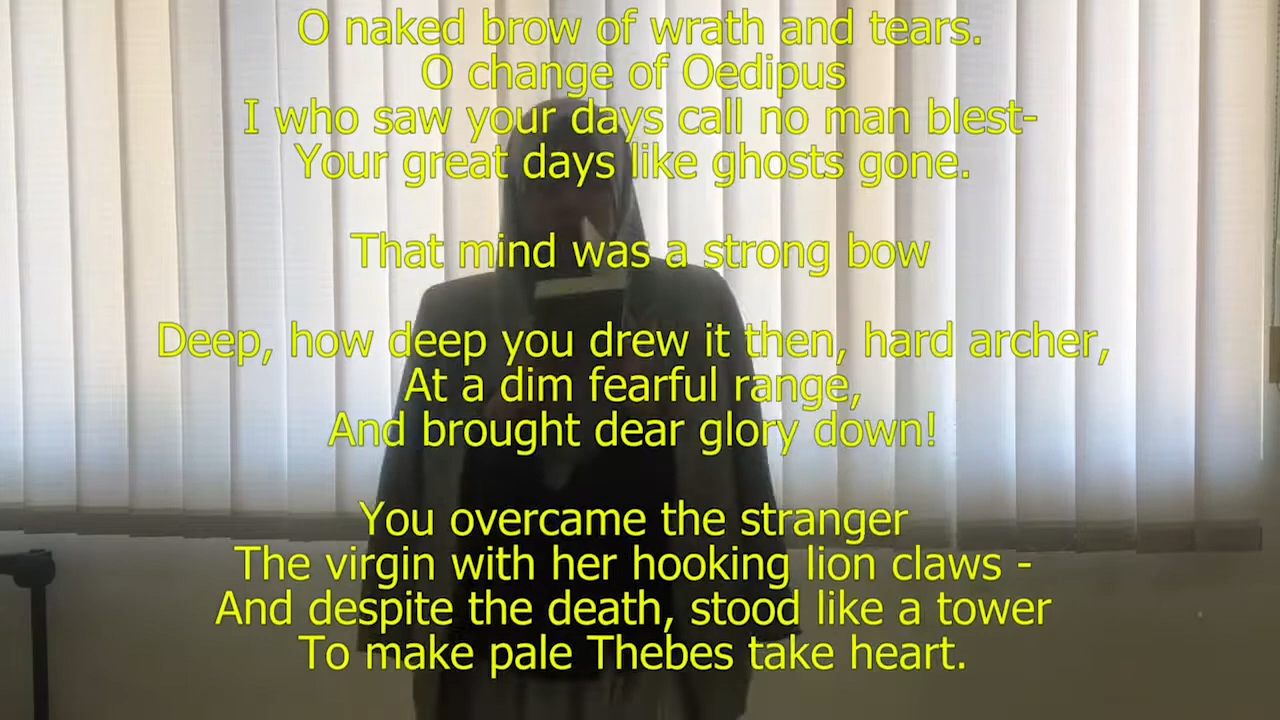 O naked brow of wrath and tears.
O change of Oedipus
I who saw your days call no man blest-
Your great days like ghosts gone.
That mind was a strong bow
Deep, how deep you drew it then, hard archer,
At a dim fearful range,
And brought dear glory down!
You overcame the stranger
The virgin with her hooking lion claws -
And despite the death, stood like a tower
To make pale Thebes take heart.